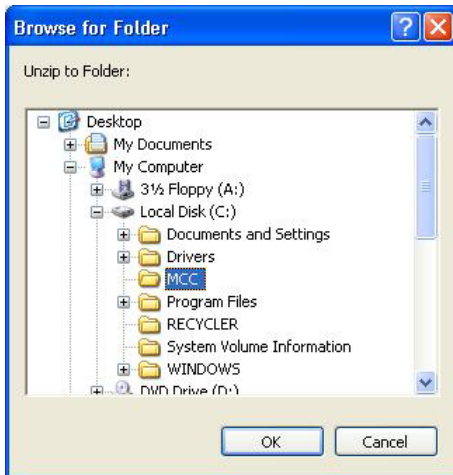 Browse for Folder
Unzip to Folder:
Desktop
My Documents
My Computer
3½ Floppy (A:)
Local Disk (C:)
Documents and Settings
Drivers
MCC
Program Files
RECYCLER
System Volume Information
WINDOWS
DVD Drive (D:)
OK Cancel